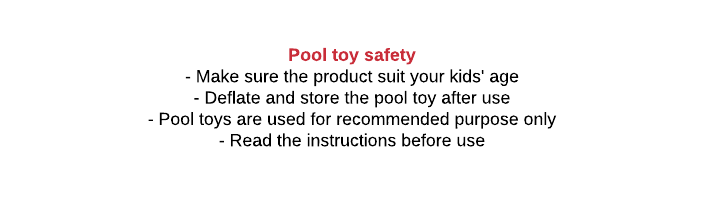 Pool toy safety
- Make sure the product suit your kids' age
- Deflate and store the pool toy after use
- Pool toys are used for recommended purpose only
- Read the instructions before use